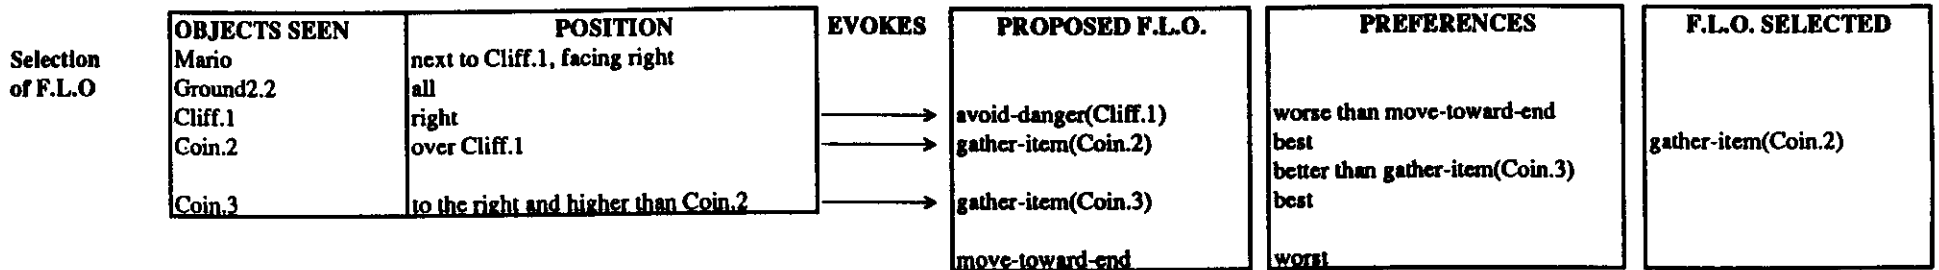 OBJECTS SEEN POSITION EVOKES PROPOSED F.L.O. PREFERENCES F.L.O. SELECTED
Selection Mario next to Cliff.1, facing right
of F.L.O Ground2.2 all
Cliff.1 right avoid-danger(Cliff.1) worse than move-toward-end
Coin.2 over Cliff.1 gather-item(Coin.2) best gather-item(Coin.2)
better than gather-item(Coin.3)
Coin.3 to the right and higher than Coin.2 gather-item(Coin.3) best
move-toward-end worst